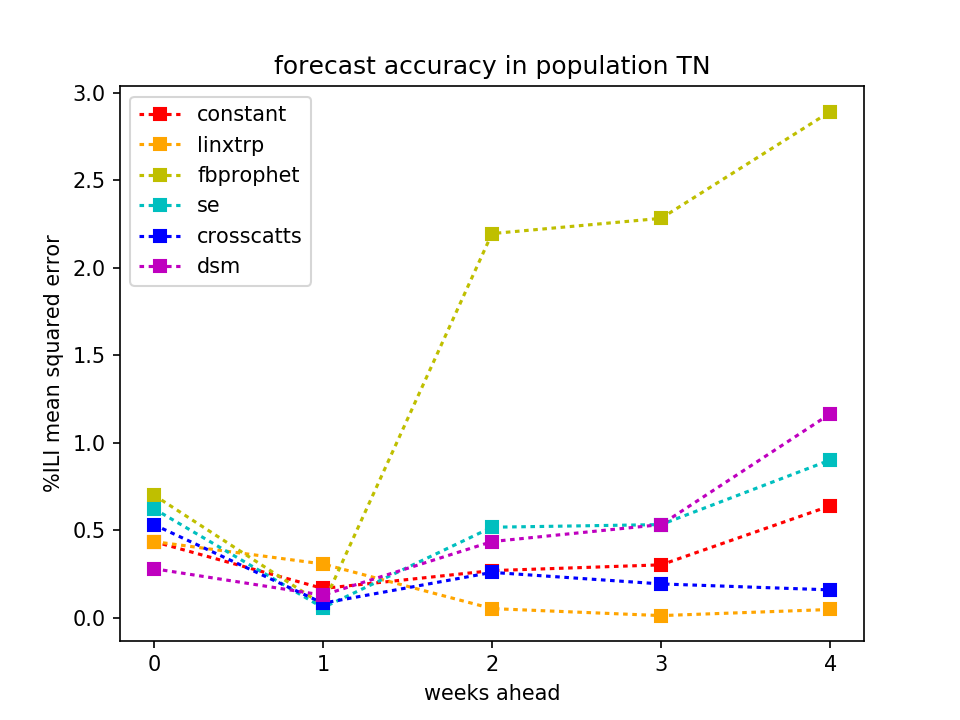 forecast accuracy in population TN
3.0
2.5
2.0
1.5
1.0
0.5
0.0
%ILI mean squared error
constant
linxtrp
fbprophet
se
crosscatts
dsm
0 1 2 3 4
weeks ahead